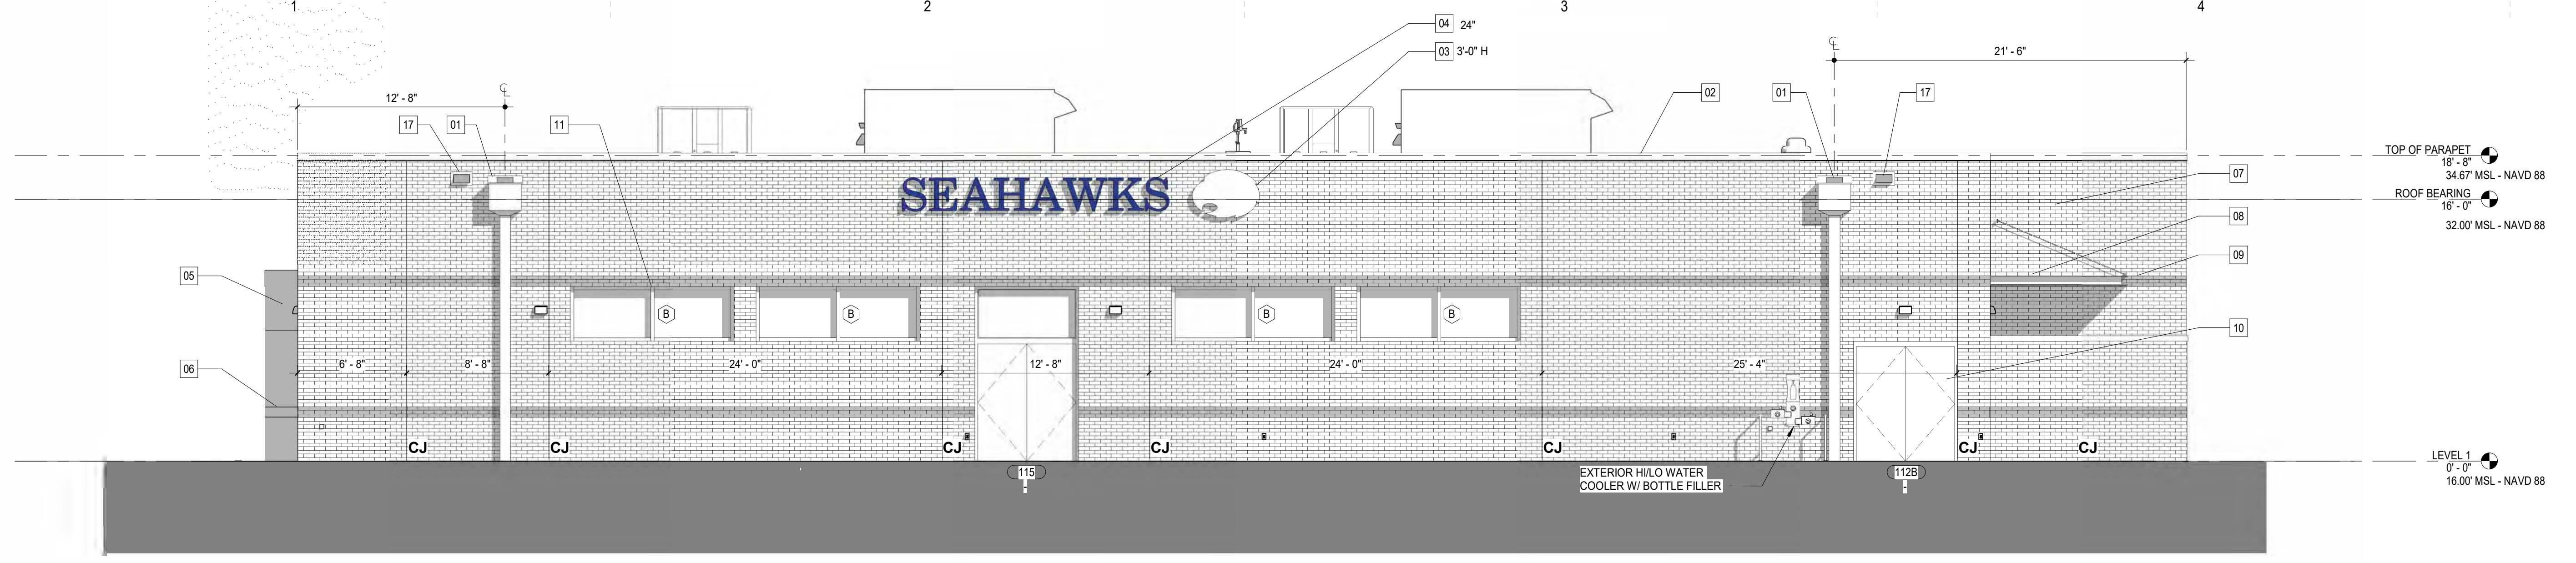 1 2 3 4
04 24"
03 3'-0" H
℄
21' - 6"
℄
12' - 8"
02 01 17
17 01 11
TOP OF PARAPET
18' - 8"
34.67' MSL - NAVD 88
07
SEAHAWKS
ROOF BEARING
16' - 0"
32.00' MSL - NAVD 88
08
09
05
B B B B
10
6' - 8" 8' - 8" 24' - 0" 12' - 8" 24' - 0" 25' - 4"
06
CJ CJ CJ CJ CJ CJ CJ
LEVEL 1
0' - 0"
16.00' MSL - NAVD 88
115
-
EXTERIOR HI/LO WATER
COOLER W/ BOTTLE FILLER
112B
-